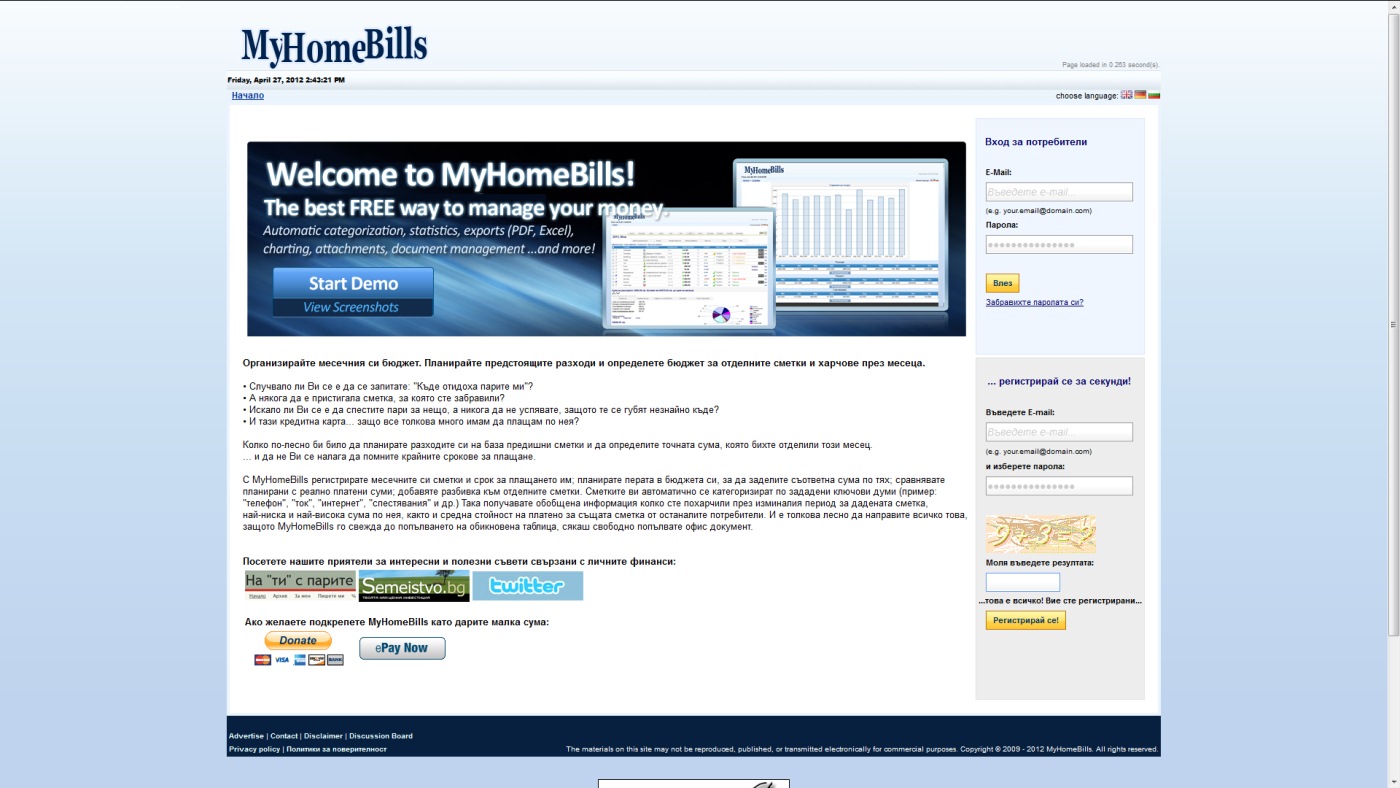 MyHomeBills
Page loaded in 0.263 second(s).
Friday, April 27, 2012 2:43:21 PM
Начало
choose language:
Welcome to MyHomeBills!
The best FREE way to manage your money.
Automatic categorization, statistics, exports (PDF, Excel),
charting, attachments, document management ...and more!
Start Demo
View Screenshots
MyHomeBills
MyHomeBills
Вход за потребители
E-Mail:
Въведете e-mail...
(e.g. your.email@domain.com)
Парола:
Влез
Забравихте паролата си?
Организирайте месечния си бюджет. Планирайте предстоящите разходи и определете бюджет за отделните сметки и харчове през месеца.
• Случвало ли Ви се е да се запитате: "Къде отидоха парите ми"?
• А някога да е пристигала сметка, за която сте забравили?
• Искало ли Ви се е да спестите пари за нещо, а никога да не успявате, защото те се губят незнайно къде?
• И тази кредитна карта... защо все толкова много имам да плащам по нея?
Колко по-лесно би било да планирате разходите си на база предишни сметки и да определите точната сума, която бихте отделили този месец.
... и да не Ви се налага да помните крайните срокове за плащане.
С MyHomeBills регистрирате месечните си сметки и срок за плащането им; планирате перата в бюджета си, за да заделите съответна сума по тях; сравнявате
планирани с реално платени суми; добавяте разбивка към отделните сметки. Сметките ви автоматично се категоризират по зададени ключови думи (пример:
"телефон", "ток", "интернет", "спестявания" и др.) Така получавате обобщена информация колко сте похарчили през изминалия период за дадената сметка,
най-ниска и най-висока сума по нея, както и средна стойност на платено за същата сметка от останалите потребители. И е толкова лесно да направите всичко това,
защото MyHomeBills го свежда до попълването на обикновена таблица, сякаш свободно попълвате офис документ.
... регистрирай се за секунди!
Въведете E-mail:
Въведете e-mail...
(e.g. your.email@domain.com)
и изберете парола:
9+3=?
Моля въведете резултата:
...това е всичко! Вие сте регистрирани...
Регистрирай се!
Посетете нашите приятели за интересни и полезни съвети свързани с личните финанси:
На "ти" с парите
Начало Архив За мен Пишете ми %
Semeistvo.bg
twitter
Ако желаете подкрепете MyHomeBills като дарите малка сума:
Donate
VISA
BANK
ePay Now
Advertise | Contact | Disclaimer | Discussion Board
Privacy policy | Политики за поверителност
The materials on this site may not be reproduced, published, or transmitted electronically for commercial purposes. Copyright © 2009 - 2012 MyHomeBills. All rights reserved.